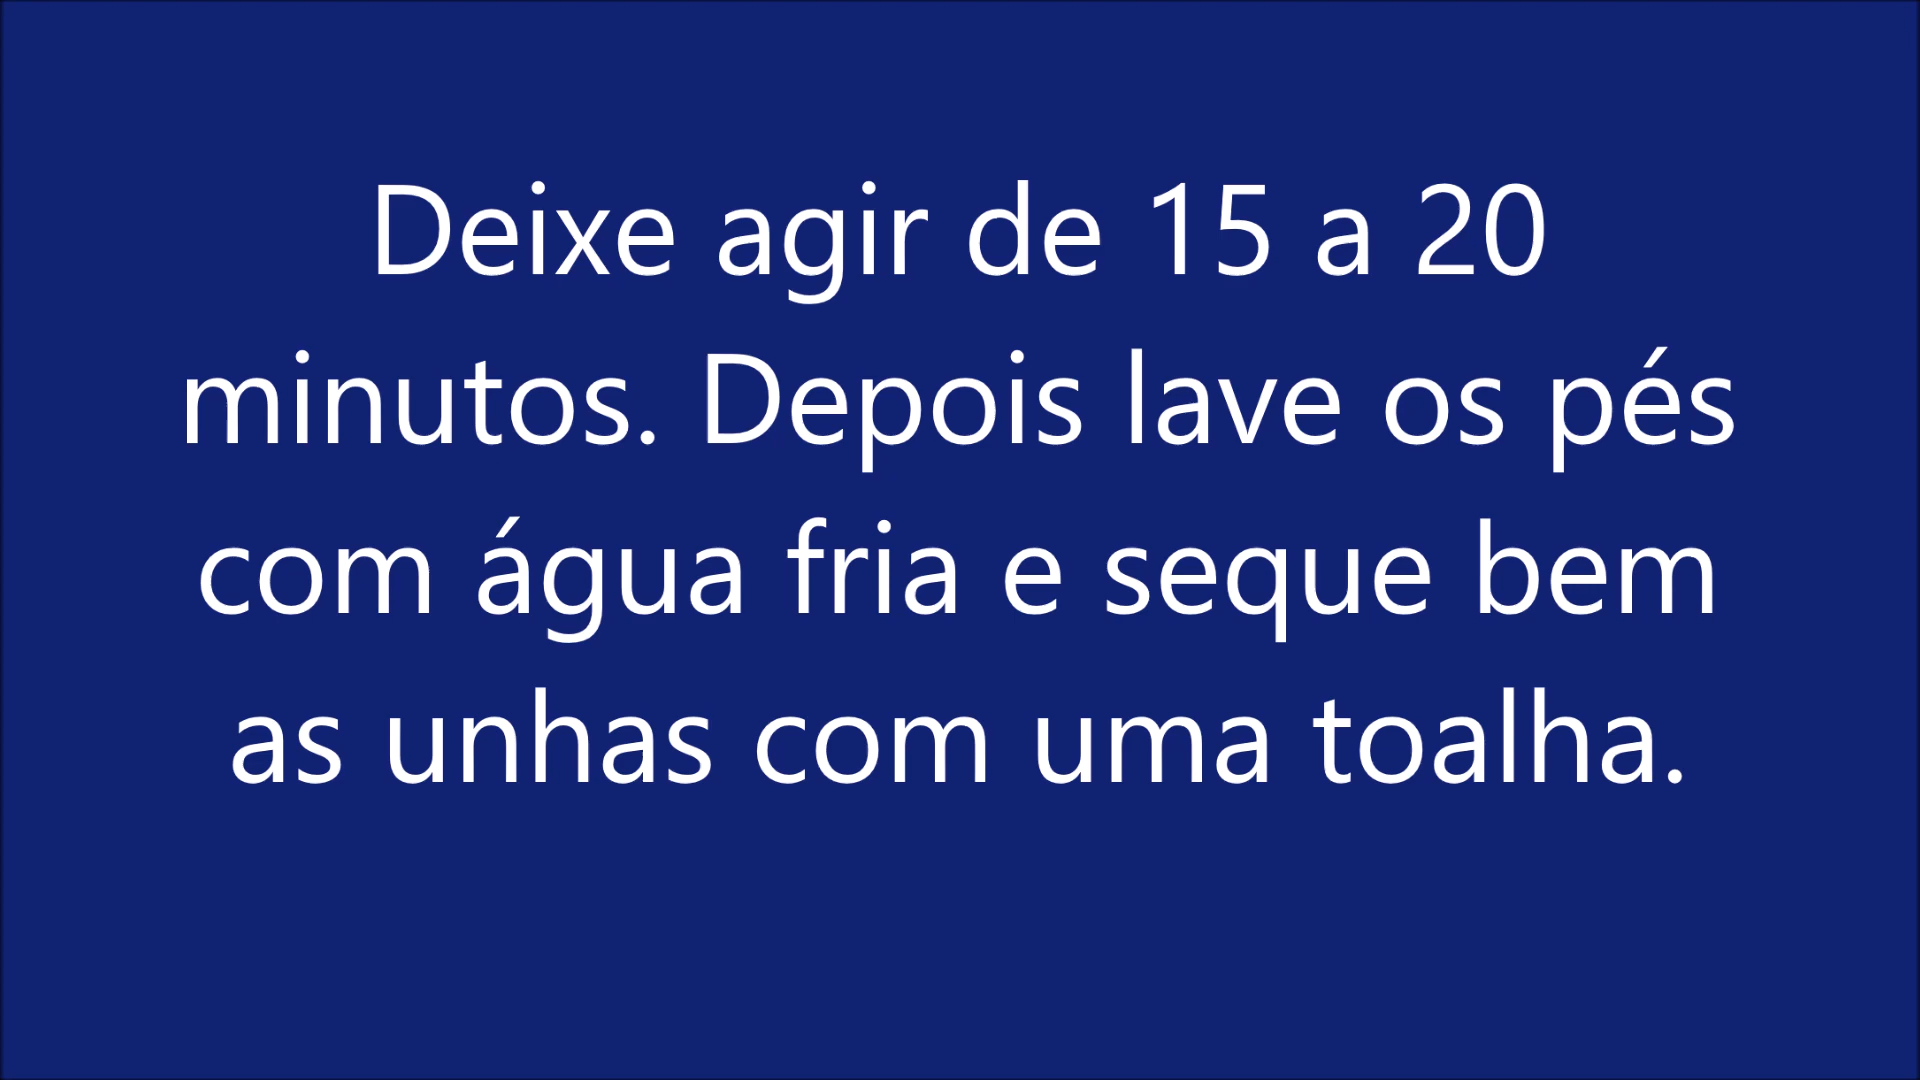 Deixe agir de 15 a 20
minutos. Depois lave os pés
com água fria e seque bem
as unhas com uma toalha.